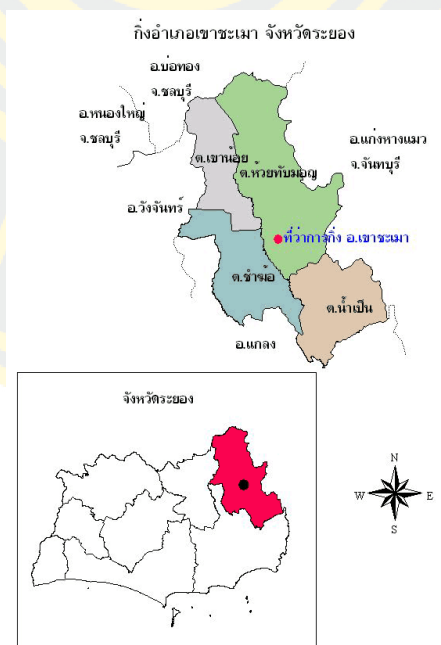 กิ่งอำเภอเขาชะเมา จังหวัดระยอง
อ.บ่อทอง
จ.ชลบุรี
อ.หนองใหญ่
จ.ชลบุรี
อ.แก่งหางแมว
จ.จันทบุรี
ต.เขาน้อย
ต.ห้วยทับมอญ
อ.วังจันทร์
ที่ว่าการกิ่ง อ.เขาชะเมา
ต.ชำฆ้อ
ต.น้ำเป็น
อ.แกลง
จังหวัดระยอง
N
W E
S